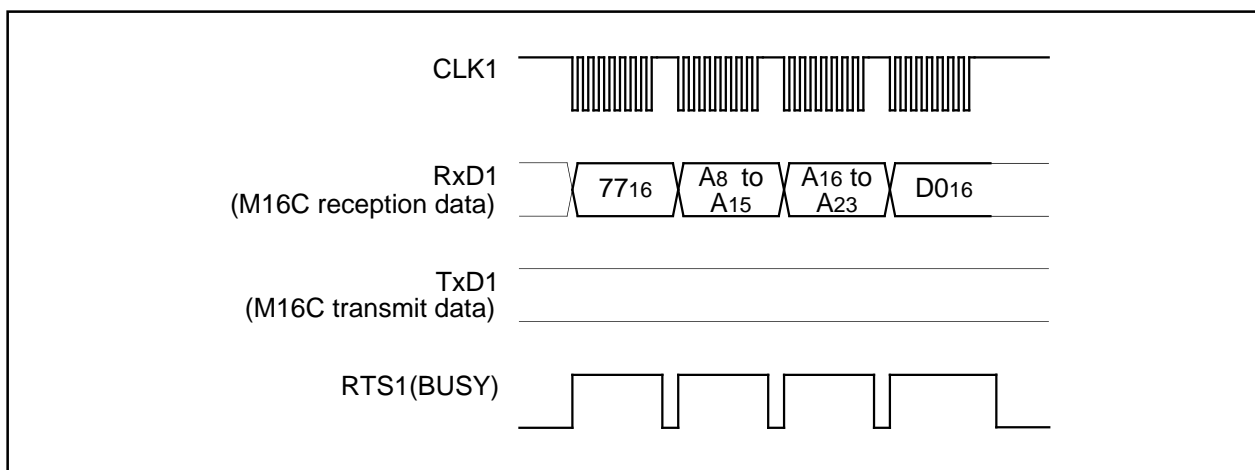 CLK1
RxD1
(M16C reception data)
7716
A8 to
A15
A16 to
A23
D016
TxD1
(M16C transmit data)
RTS1(BUSY)